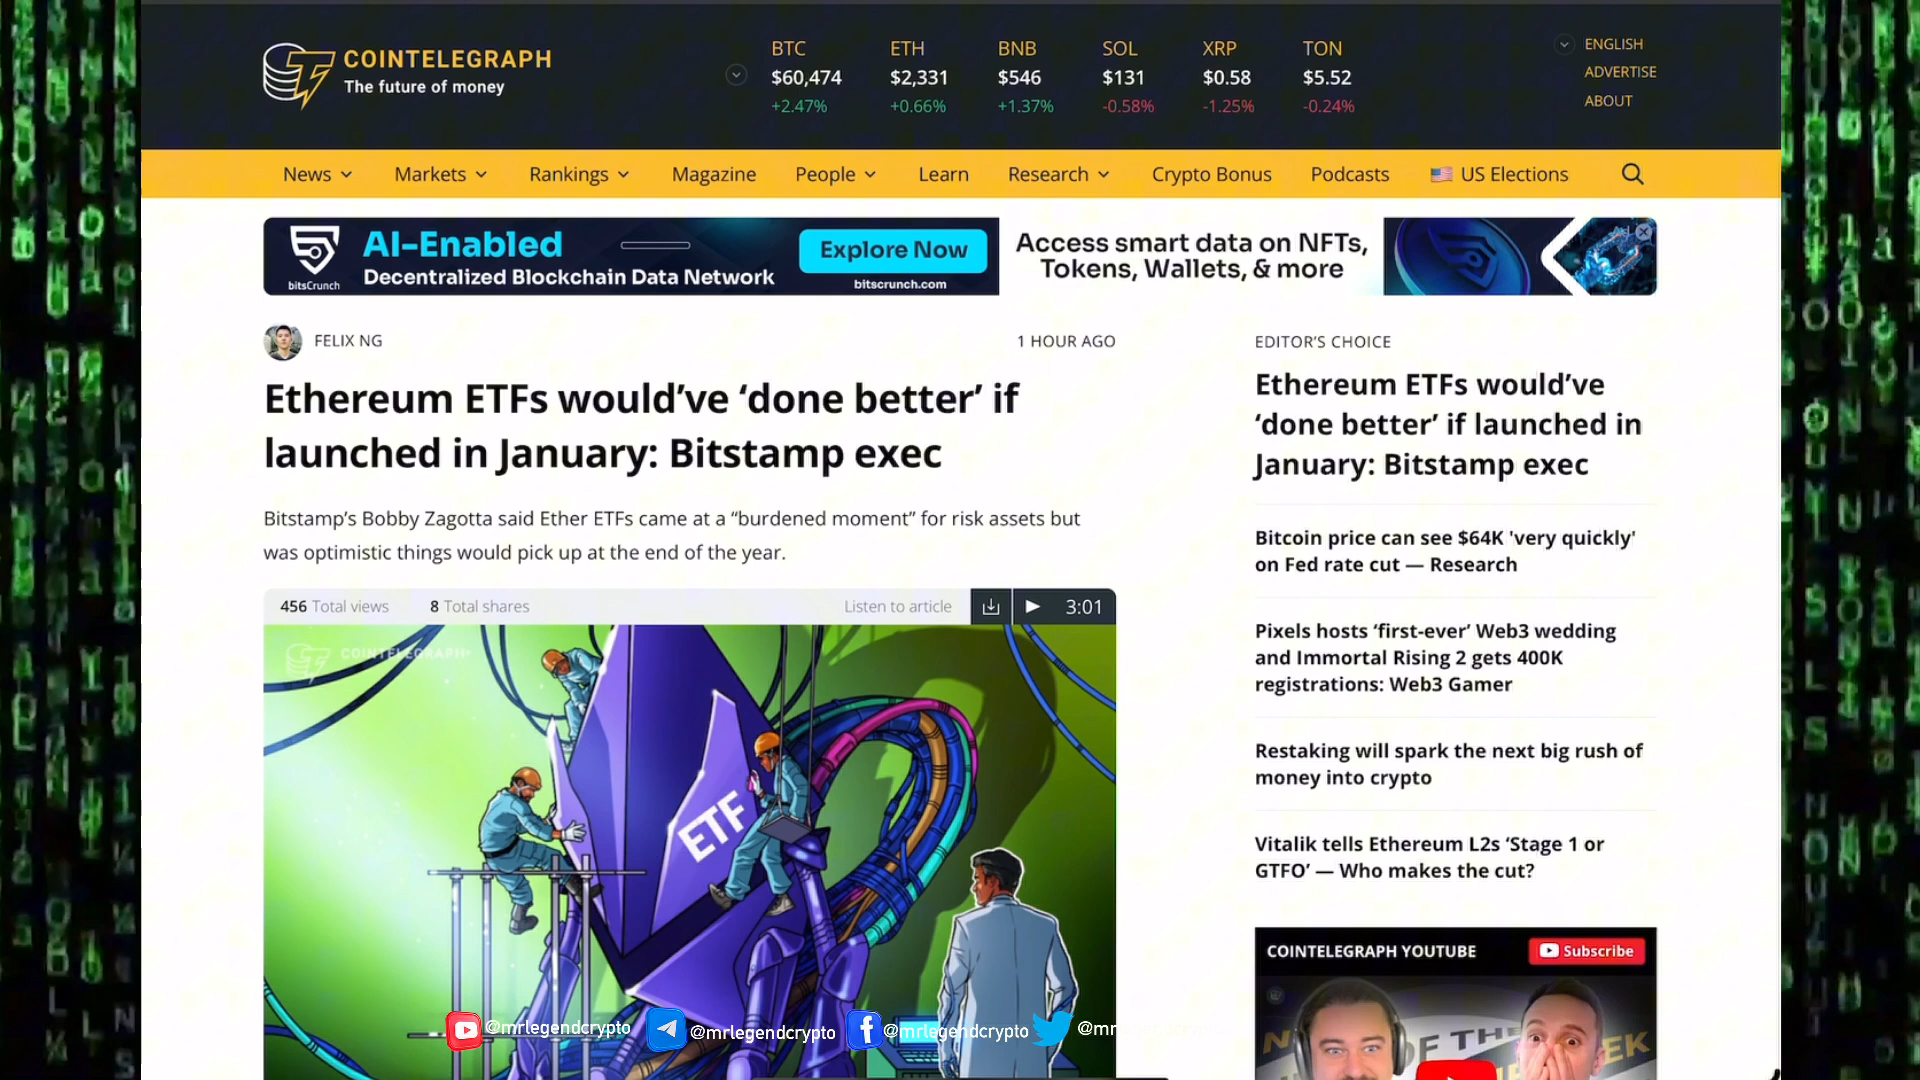 COINTELEGRAPH
The future of money
BTC
$60,474
+2.47%
ETH
$2,331
+0.66%
BNB
$546
+1.37%
SOL
$131
-0.58%
XRP
$0.58
-1.25%
TON
$5.52
-0.24%
ENGLISH
ADVERTISE
ABOUT
News Markets Rankings Magazine People Learn Research Crypto Bonus Podcasts US Elections
bitsCrunch
AI-Enabled
Decentralized Blockchain Data Network
Explore Now
bitscrunch.com
Access smart data on NFTs,
Tokens, Wallets, & more
FELIX NG
1 HOUR AGO
Ethereum ETFs would’ve ‘done better’ if
launched in January: Bitstamp exec
Bitstamp’s Bobby Zagotta said Ether ETFs came at a “burdened moment” for risk assets but
was optimistic things would pick up at the end of the year.
456 Total views 8 Total shares Listen to article 3:01
COINTELEGRAPH
ETF
@mrlegendcrypto @mrlegendcrypto @mrlegendcrypto @mr
EDITOR’S CHOICE
Ethereum ETFs would’ve
‘done better’ if launched in
January: Bitstamp exec
Bitcoin price can see $64K 'very quickly'
on Fed rate cut — Research
Pixels hosts ‘first-ever’ Web3 wedding
and Immortal Rising 2 gets 400K
registrations: Web3 Gamer
Restaking will spark the next big rush of
money into crypto
Vitalik tells Ethereum L2s ‘Stage 1 or
GTFO’ — Who makes the cut?
COINTELEGRAPH YOUTUBE
Subscribe
OF THE